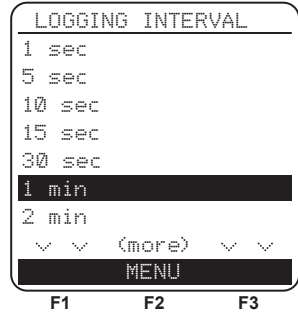 LOGGING INTERVAL
1 sec
5 sec
10 sec
15 sec
30 sec
1 min
2 min
(more)
MENU
F1 F2 F3